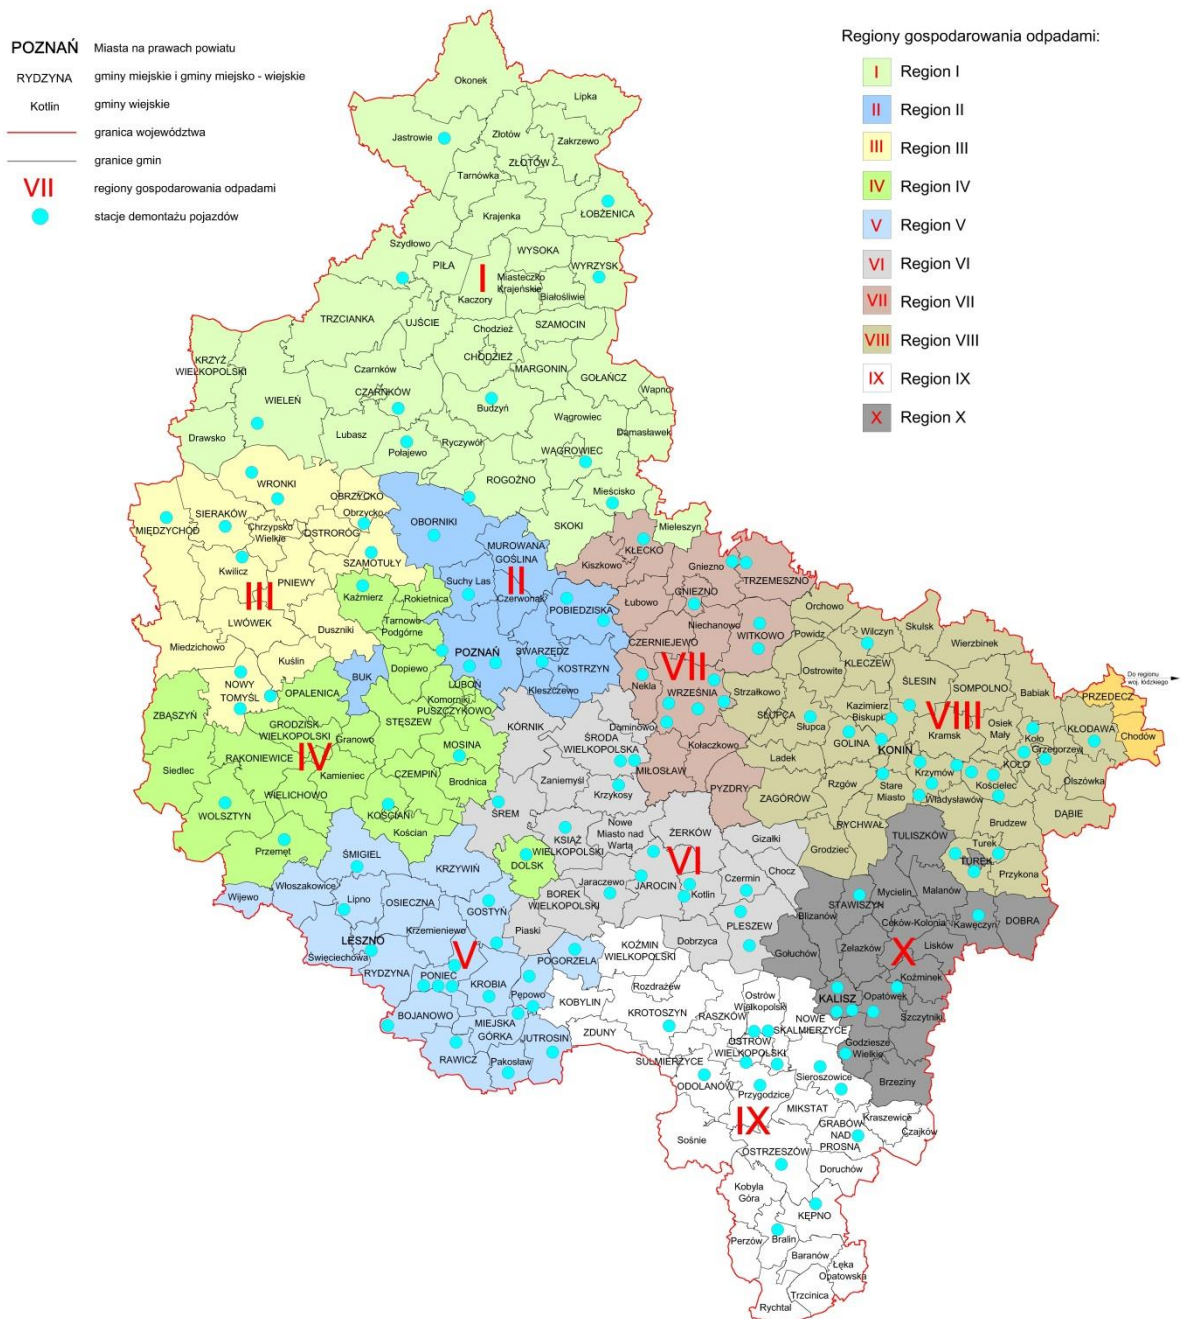 POZNAŃ Miasta na prawach powiatu
RYDZYNA gminy miejskie i gminy miejsko - wiejskie
Kotlin gminy wiejskie
granica województwa
granice gmin
VII regiony gospodarowania odpadami
stacje demontażu pojazdów
Regiony gospodarowania odpadami:
I Region I
II Region II
III Region III
IV Region IV
V Region V
VI Region VI
VII Region VII
VIII Region VIII
IX Region IX
X Region X
Okonek
Lipka
Jastrowie
Złotów
Zakrzewo
ZŁOTÓW
Tarnówka
Krajenka
ŁOBŻENICA
Szydłowo
WYSOKA
PIŁA
WYRZYSK
I
Miasteczko
Krajeńskie
Kaczory
Białośliwie
TRZCIANKA
UJŚCIE
Chodzież
SZAMOCIN
KRZYŻ
WIELKOPOLSKI
CHODZIEŻ
MARGONIN
Czarnków
GOŁAŃCZ
Wapno
CZARNKÓW
WIELEŃ
Budzyń
Wągrowiec
Damasławek
Drawsko
Lubasz
Połajewo
Ryczywół
WĄGROWIEC
ROGOŹNO
Mieścisko
SKOKI
Mieleszyn
WRONKI
OBRZYCKO
Obrzycko
MIĘDZYCHÓD
SIERAKÓW
Chrzypsko
Wielkie
OSTRORÓG
Kwilicz
SZAMOTUŁY
PNIEWY
III
LWÓWEK
Duszniki
Miedzichowo
Kuślin
NOWY
TOMYŚL
OBORNIKI
MUROWANA
GOŚLINA
Suchy Las
II
Czerwonak
POBIEDZISKA
POZNAŃ
SWARZĘDZ
KOSTRZYN
LUBOŃ
Kleszczewo
BUK
Kaźmierz
Rokietnica
Tarnowo
Podgórne
Dopiewo
Komorniki
PUSZCZYKOWO
OPALENICA
ZBĄSZYŃ
GRODZISK
WIELKOPOLSKI
STĘSZEW
Granowo
MOSINA
RAKONIEWICE
IV
Siedlec
Kamieniec
CZEMPIŃ
Brodnica
WIELICHOWO
WOLSZTYN
KOŚCIAN
Kościan
Przemęt
DOLSK
KŁECKO
Kiszkowo
Gniezno
TRZEMESZNO
Łubowo
GNIEZNO
Niechanowo
WITKOWO
CZERNIEJEWO
VII
Nekla
WRZEŚNIA
Dominowo
Kołaczkowo
MIŁOSŁAW
PYZDRY
Orchowo
Skulsk
Powidz
Wilczyn
Wierzbinek
KLECZEW
Ostrowite
ŚLESIN
SOMPOLNO
Babiak
PRZEDECZ
Strzałkowo
Do regionu
woj. łódzkiego
SŁUPCA
Słupca
Kazimierz
Biskupi
VIII
Kramsk
Osiek
Mały
KŁODAWA
Chodów
GOLINA
KONIN
Koło
KOŁO
Grzegorzew
Ladek
Krzymów
Rzgów
Stare
Miasto
Kościelec
Olszówka
ZAGÓRÓW
Władysławów
DĄBIE
RYCHWAŁ
Brudzew
Grodziec
Turek
TUREK
Przykona
KÓRNIK
ŚRODA
WIELKOPOLSKA
Zaniemyśl
ŚREM
Krzykosy
Nowe
Miasto nad
Wartą
KSIĄŻ
WIELKOPOLSKI
ŻERKÓW
Gizałki
VI
Chocz
Jaraczewo
JAROCIN
Kotlin
Czermin
BOREK
WIELKOPOLSKI
PLESZEW
Piaski
Dobrzyca
ŚMIGIEL
KRZYWIŃ
Wijewo
Włoszakowice
Lipno
OSIECZNA
GOSTYŃ
Krzemieniewo
LESZNO
Święciechowa
V
RYDZYNA
PONIEC
KROBIA
Pępowo
POGORZELA
BOJANOWO
MIEJSKA
GÓRKA
JUTROSIN
RAWICZ
Pakosław
TULISZKÓW
Malanów
Mycielin
STAWISZYN
Blizanów
Ceków-Kolonia
Kawęczyn
DOBRA
Żelazków
Lisków
X
Gołuchów
Koźminek
KALISZ
Opatówek
Szczytniki
Godziesze
Wielkie
Brzeziny
KOŹMIN
WIELKOPOLSKI
Rozdrażew
KOBYLIN
KROTOSZYN
ZDUNY
Ostrów
Wielkopolski
RASZKÓW
NOWE
SKALMIERZYCE
OSTRÓW
WIELKOPOLSKI
SULMIERZYCE
ODOLANÓW
Sieroszowice
Przygodzice
MIKSTAT
IX
Kraszewice
GRABÓW
NAD
PROSNĄ
Czajków
Sośnie
OSTRZESZÓW
Doruchów
Kobyla
Góra
KĘPNO
Perzów
Bralin
Baranów
Łęka
Opatowska
Trzcinica
Rychtal